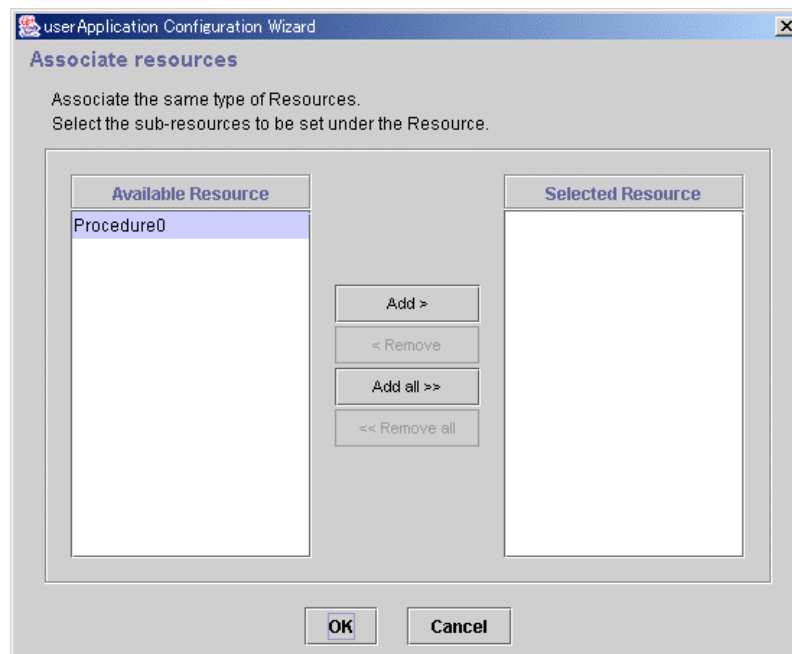 userApplication Configuration Wizard
Associate resources
Associate the same type of Resources.
Select the sub-resources to be set under the Resource.
Available Resource
Selected Resource
Procedure0
Add >
< Remove
Add all >>
<< Remove all
OK
Cancel